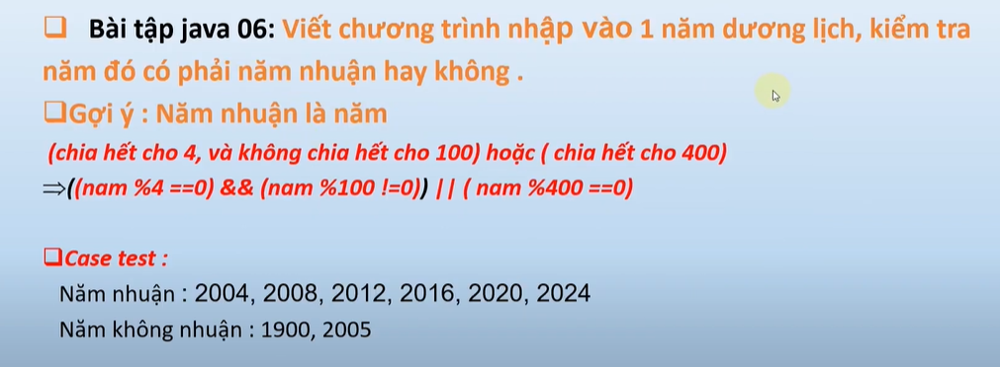 ❑ Bài tập java 06: Viết chương trình nhập vào 1 năm dương lịch, kiểm tra
năm đó có phải năm nhuận hay không .
❑Gợi ý : Năm nhuận là năm
(chia hết cho 4, và không chia hết cho 100) hoặc ( chia hết cho 400)
⇒((nam %4 ==0) && (nam %100 !=0)) || ( nam %400 ==0)
❑Case test :
Năm nhuận : 2004, 2008, 2012, 2016, 2020, 2024
Năm không nhuận : 1900, 2005